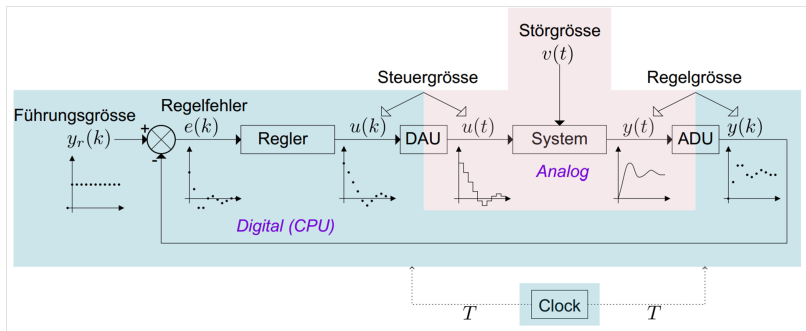 Störgrösse
v(t)
Steuergrösse
Regelgrösse
Führungsgrösse
Regelfehler
y_r(k)
+
-
e(k)
Regler
u(k)
DAU
u(t)
System
y(t)
ADU
y(k)
Analog
Digital (CPU)
T
Clock
T